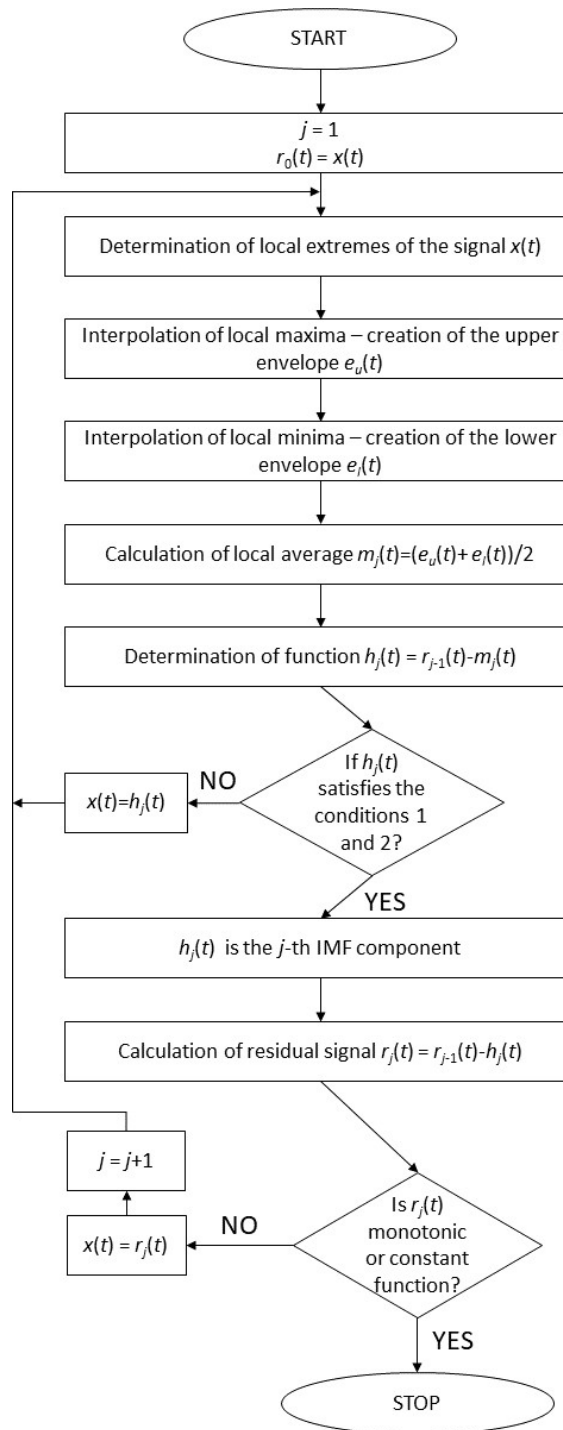 START
j = 1
r₀(t) = x(t)
Determination of local extremes of the signal x(t)
Interpolation of local maxima – creation of the upper
envelope eᵤ(t)
Interpolation of local minima – creation of the lower
envelope eₗ(t)
Calculation of local average mⱼ(t)=(eᵤ(t)+ eₗ(t))/2
Determination of function hⱼ(t) = rⱼ₋₁(t)-mⱼ(t)
If hⱼ(t)
satisfies the
conditions 1
and 2?
NO
x(t)=hⱼ(t)
YES
hⱼ(t) is the j-th IMF component
Calculation of residual signal rⱼ(t) = rⱼ₋₁(t)-hⱼ(t)
Is rⱼ(t)
monotonic
or constant
function?
NO
x(t) = rⱼ(t)
j = j+1
YES
STOP